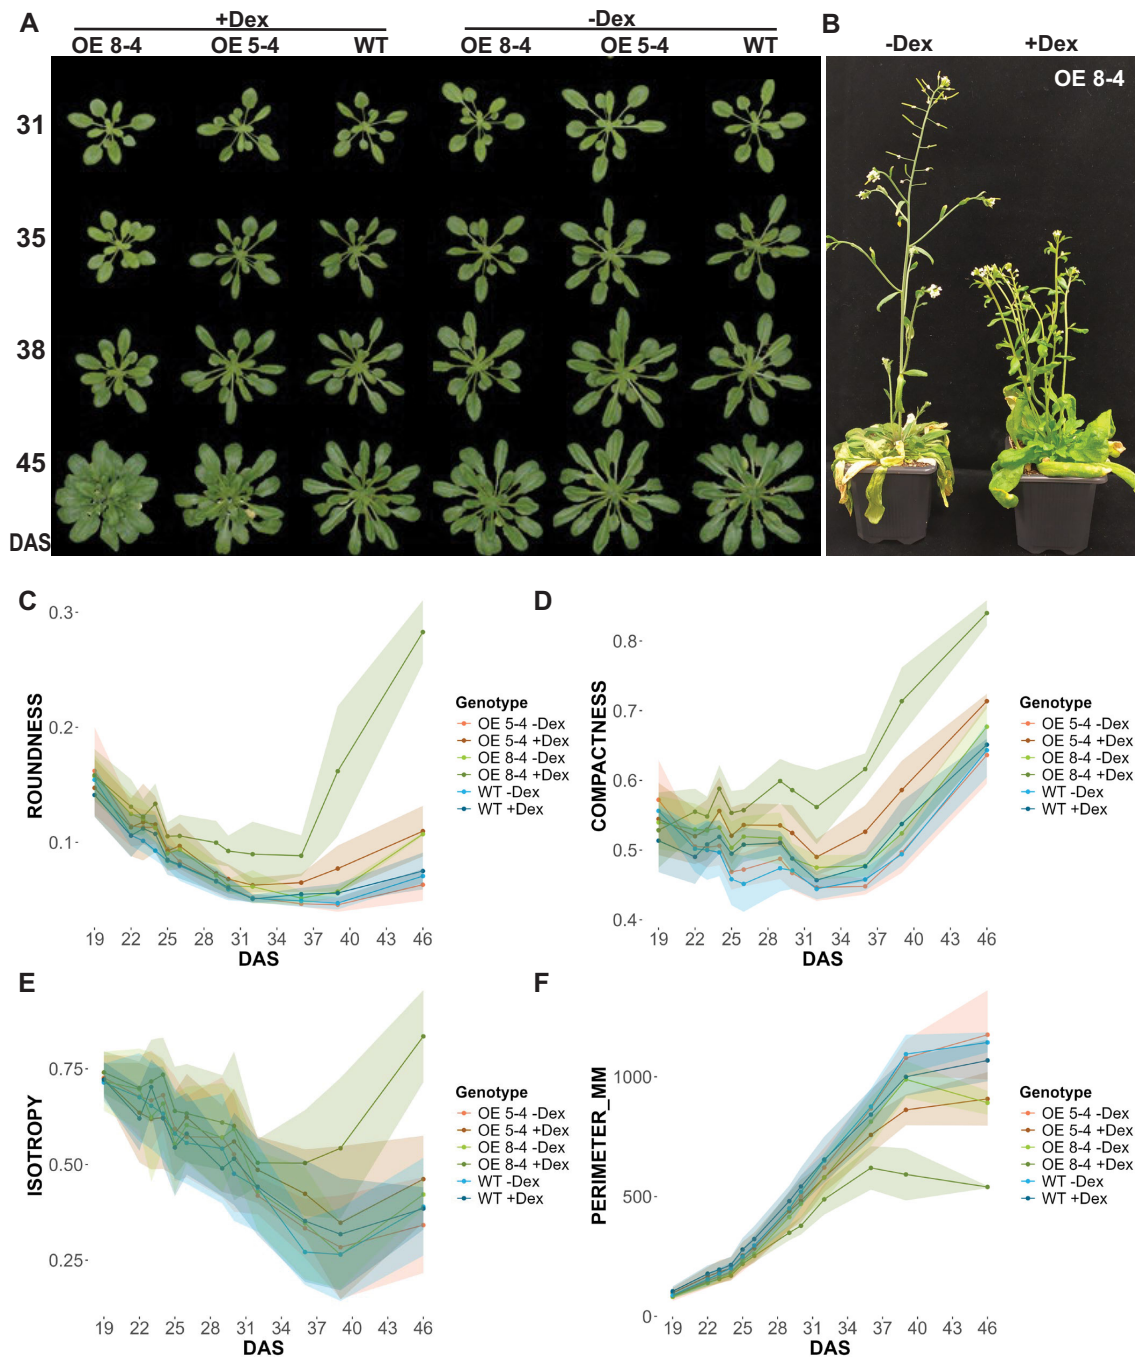 A
+Dex
-Dex
B
OE 8-4
OE 5-4
WT
OE 8-4
OE 5-4
WT
-Dex
+Dex
OE 8-4
31
35
38
45
DAS
C
ROUNDNESS
0.3
0.2
0.1
19 22 25 28 31 34 37 40 43 46
DAS
Genotype
OE 5-4 -Dex
OE 5-4 +Dex
OE 8-4 -Dex
OE 8-4 +Dex
WT -Dex
WT +Dex
D
COMPACTNESS
0.8
0.7
0.6
0.5
0.4
19 22 25 28 31 34 37 40 43 46
DAS
Genotype
OE 5-4 -Dex
OE 5-4 +Dex
OE 8-4 -Dex
OE 8-4 +Dex
WT -Dex
WT +Dex
E
ISOTROPY
0.75
0.50
0.25
19 22 25 28 31 34 37 40 43 46
DAS
Genotype
OE 5-4 -Dex
OE 5-4 +Dex
OE 8-4 -Dex
OE 8-4 +Dex
WT -Dex
WT +Dex
F
PERIMETER_MM
1000
500
0
19 22 25 28 31 34 37 40 43 46
DAS
Genotype
OE 5-4 -Dex
OE 5-4 +Dex
OE 8-4 -Dex
OE 8-4 +Dex
WT -Dex
WT +Dex